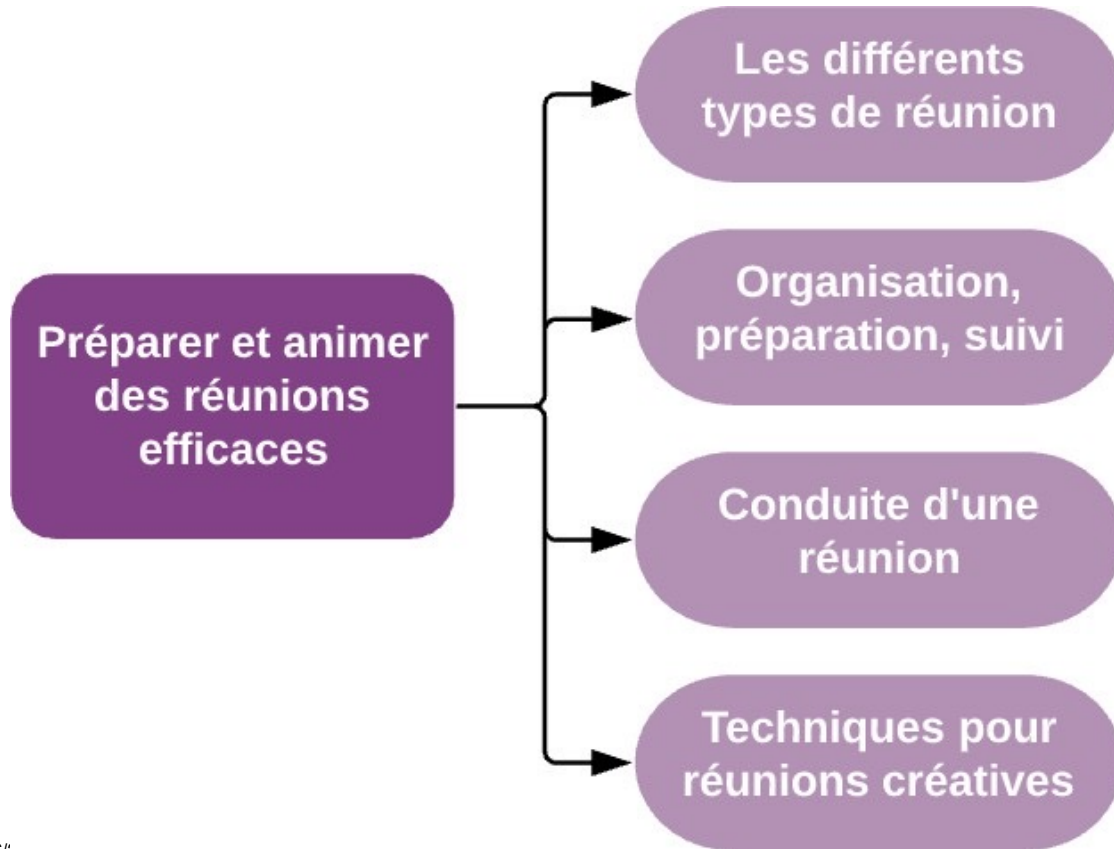 Les différents
types de réunion
Organisation,
préparation, suivi
Préparer et animer
des réunions
efficaces
Conduite d'une
réunion
Techniques pour
réunions créatives